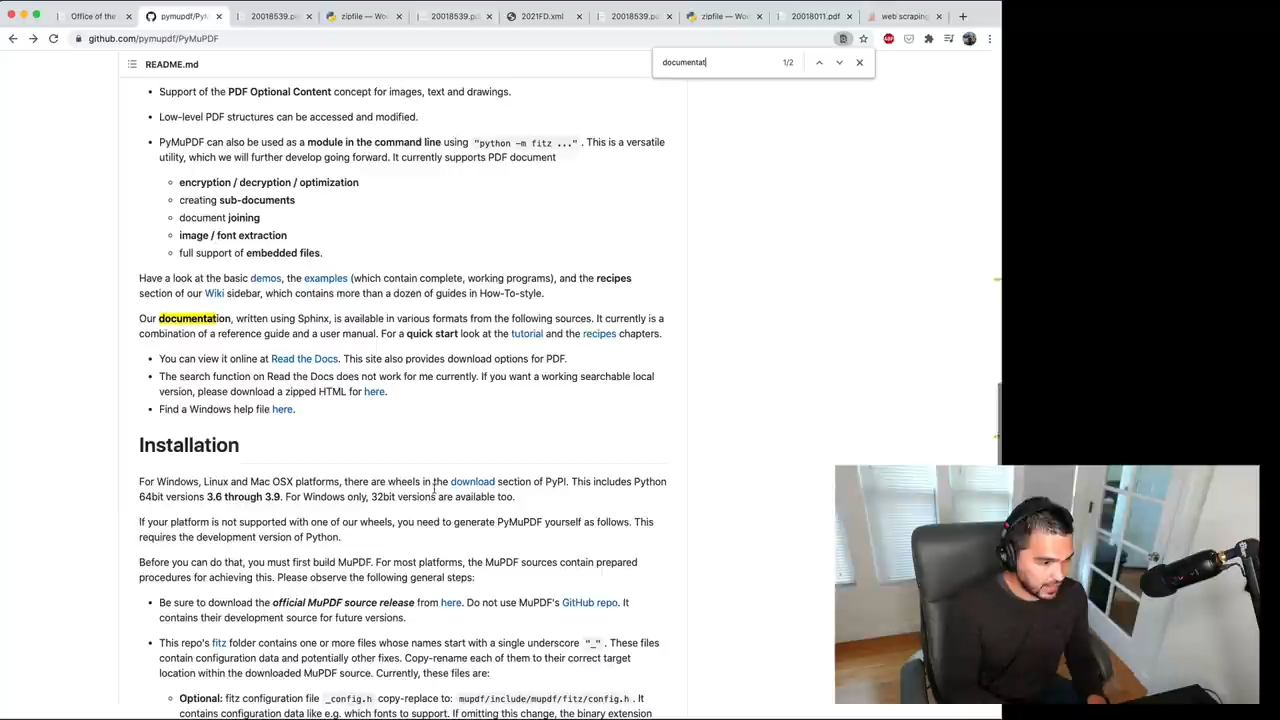 Office of the
pymupdf/Py
20018539.p
zipfile — Wo
20018539.pd
2021FD.xml
20018539.pd
zipfile — Wo
20018011.pdf
web scraping
github.com/pymupdf/PyMuPDF
documentat
1/2
README.md
• Support of the PDF Optional Content concept for images, text and drawings.
• Low-level PDF structures can be accessed and modified.
• PyMuPDF can also be used as a module in the command line using "python -m fitz ..." . This is a versatile
utility, which we will further develop going forward. It currently supports PDF document
◦ encryption / decryption / optimization
◦ creating sub-documents
◦ document joining
◦ image / font extraction
◦ full support of embedded files.
Have a look at the basic demos, the examples (which contain complete, working programs), and the recipes
section of our Wiki sidebar, which contains more than a dozen of guides in How-To-style.
Our documentation, written using Sphinx, is available in various formats from the following sources. It currently is a
combination of a reference guide and a user manual. For a quick start look at the tutorial and the recipes chapters.
• You can view it online at Read the Docs. This site also provides download options for PDF.
• The search function on Read the Docs does not work for me currently. If you want a working searchable local
version, please download a zipped HTML for here.
• Find a Windows help file here.
Installation
For Windows, Linux and Mac OSX platforms, there are wheels in the download section of PyPI. This includes Python
64bit versions 3.6 through 3.9. For Windows only, 32bit versions are available too.
If your platform is not supported with one of our wheels, you need to generate PyMuPDF yourself as follows. This
requires the development version of Python.
Before you can do that, you must first build MuPDF. For most platforms, the MuPDF sources contain prepared
procedures for achieving this. Please observe the following general steps:
• Be sure to download the official MuPDF source release from here. Do not use MuPDF's GitHub repo. It
contains their development source for future versions.
• This repo's fitz folder contains one or more files whose names start with a single underscore "_" . These files
contain configuration data and potentially other fixes. Copy-rename each of them to their correct target
location within the downloaded MuPDF source. Currently, these files are:
◦ Optional: fitz configuration file _config.h copy-replace to: mupdf/include/mupdf/fitz/config.h . It
contains configuration data like e.g. which fonts to support. If omitting this change, the binary extension